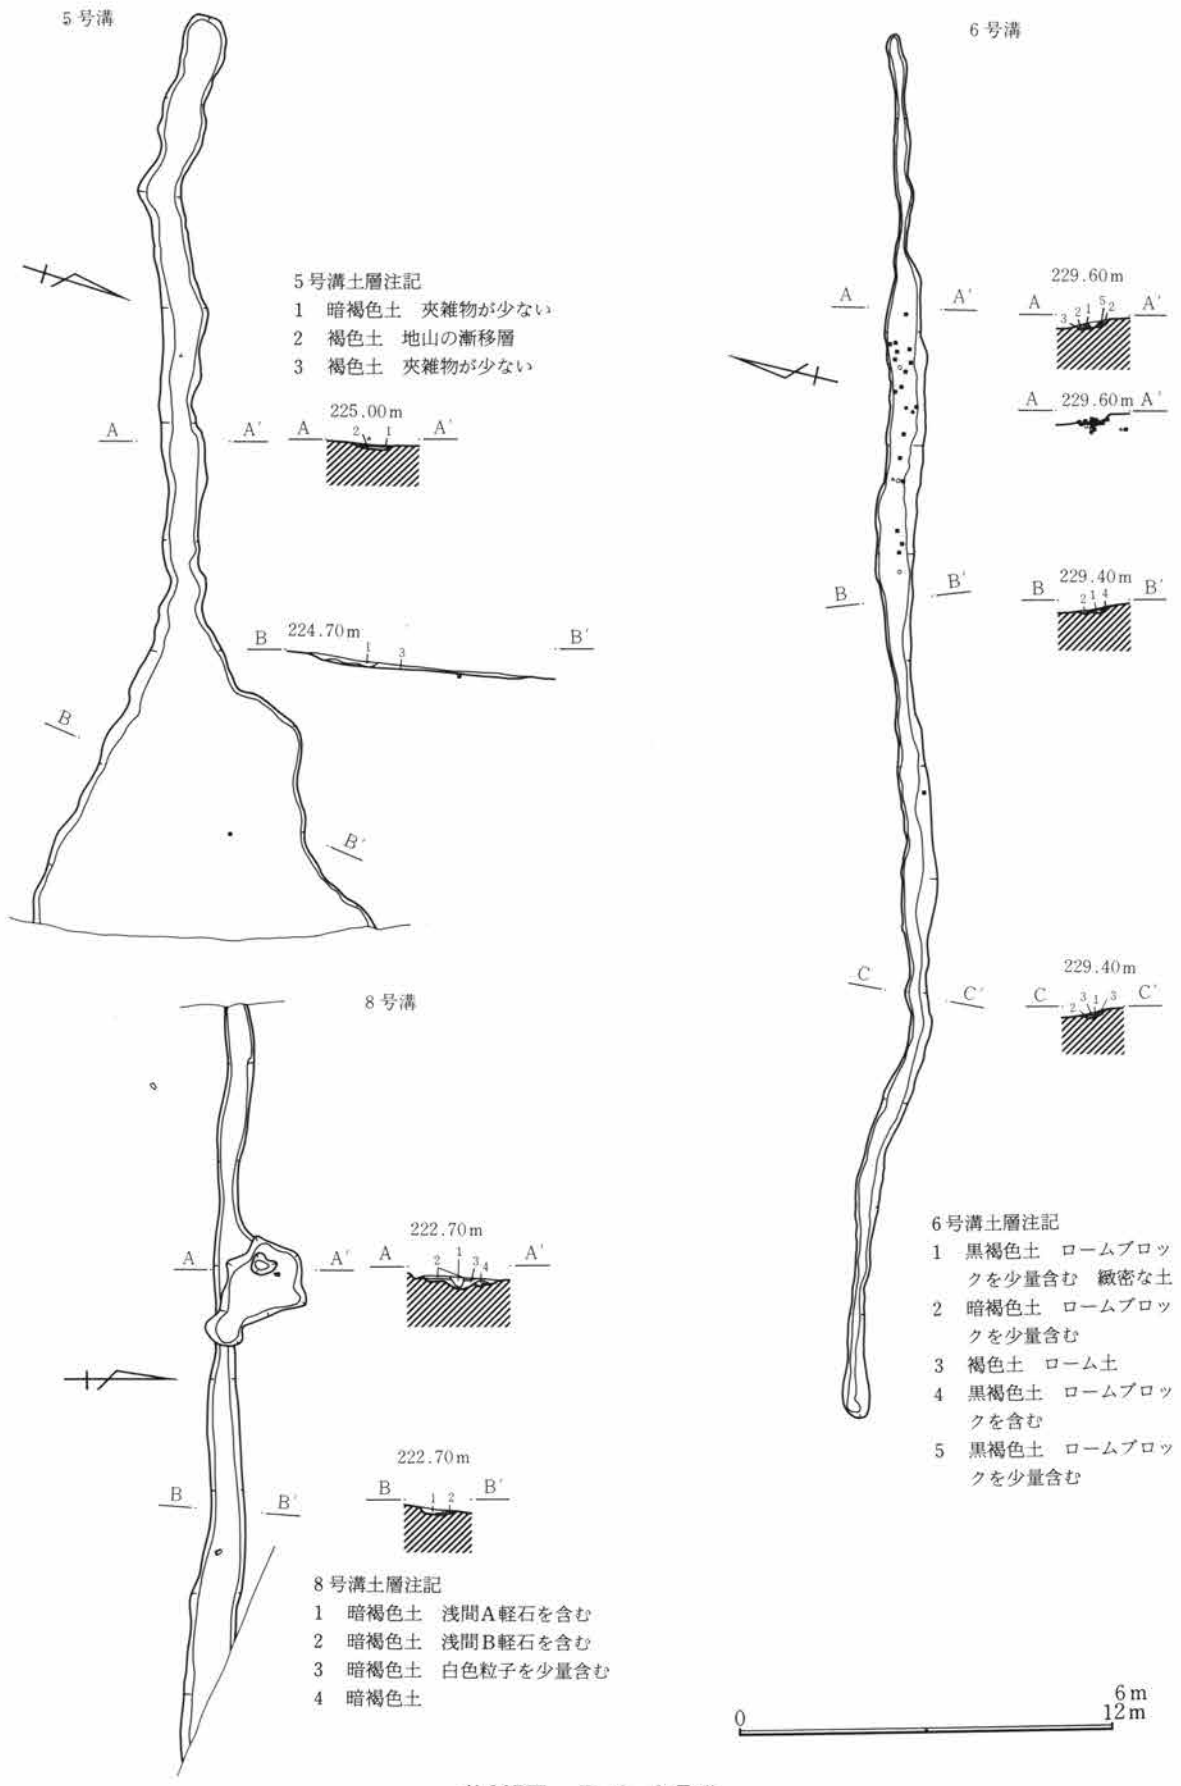 5号溝
5号溝土層注記
1 暗褐色土 夾雑物が少ない
2 褐色土 地山の漸移層
3 褐色土 夾雑物が少ない
A A'
225.00m
A 2 1 A'
224.70m
B 1 3 B'
B
B'
6号溝
A A'
229.60m
A 3 2 1 5 2 A'
A 229.60m A'
B B'
229.40m
B 2 1 4 B'
C C'
229.40m
C 2 3 1 3 C'
6号溝土層注記
1 黒褐色土 ロームブロッ
クを少量含む 緻密な土
2 暗褐色土 ロームブロッ
クを少量含む
3 褐色土 ローム土
4 黒褐色土 ロームブロッ
クを含む
5 黒褐色土 ロームブロッ
クを少量含む
8号溝
A A'
222.70m
A 2 1 3 4 A'
B B'
222.70m
B 1 2 B'
8号溝土層注記
1 暗褐色土 浅間A軽石を含む
2 暗褐色土 浅間B軽石を含む
3 暗褐色土 白色粒子を少量含む
4 暗褐色土
0 6m
12m